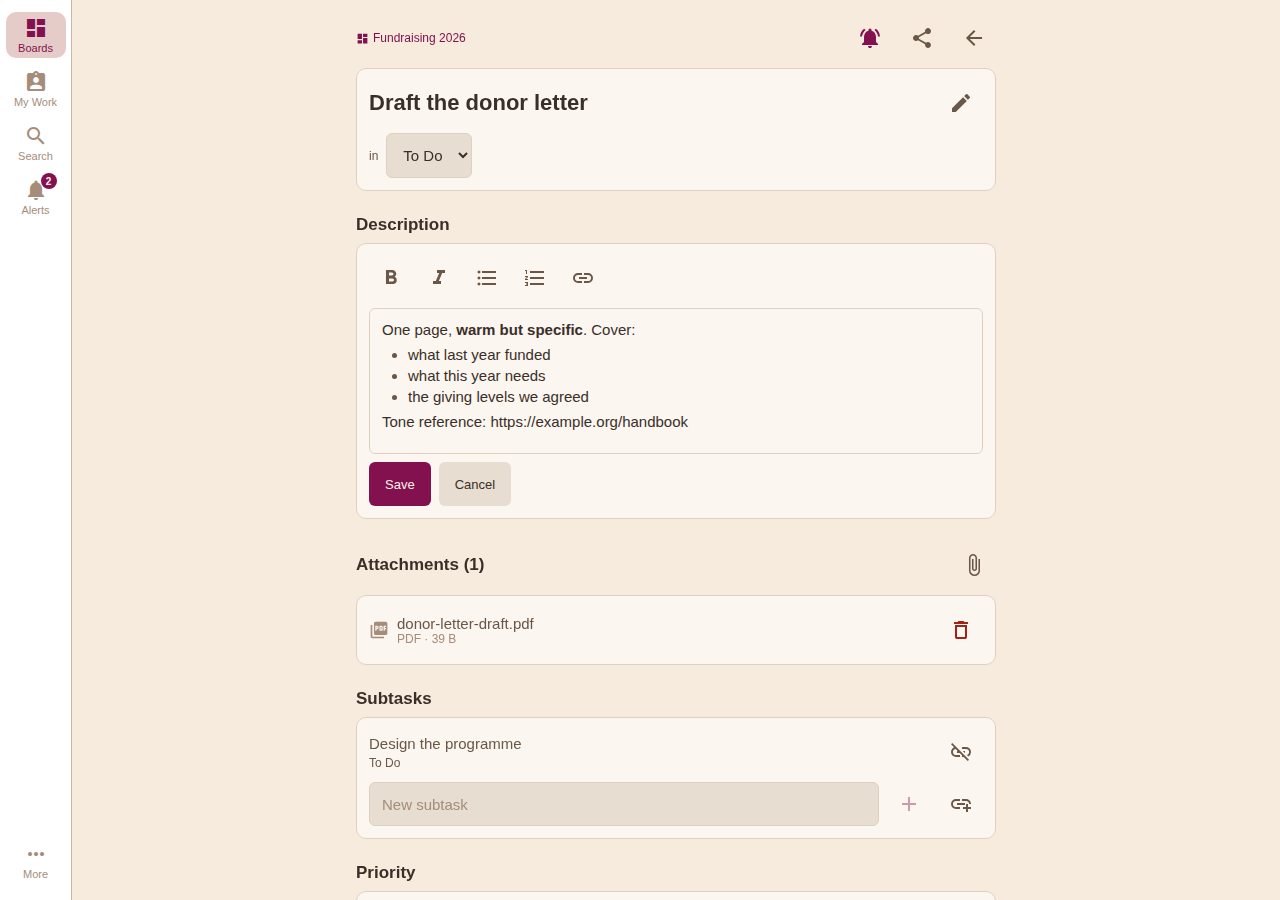 Boards
My Work
Search
2
Alerts
More
Fundraising 2026
Draft the donor letter
in
To Do
Description
B I
One page, warm but specific. Cover:
what last year funded
what this year needs
the giving levels we agreed
Tone reference: https://example.org/handbook
Save Cancel
Attachments (1)
PDF
donor-letter-draft.pdf
PDF · 39 B
Subtasks
Design the programme
To Do
New subtask
Priority